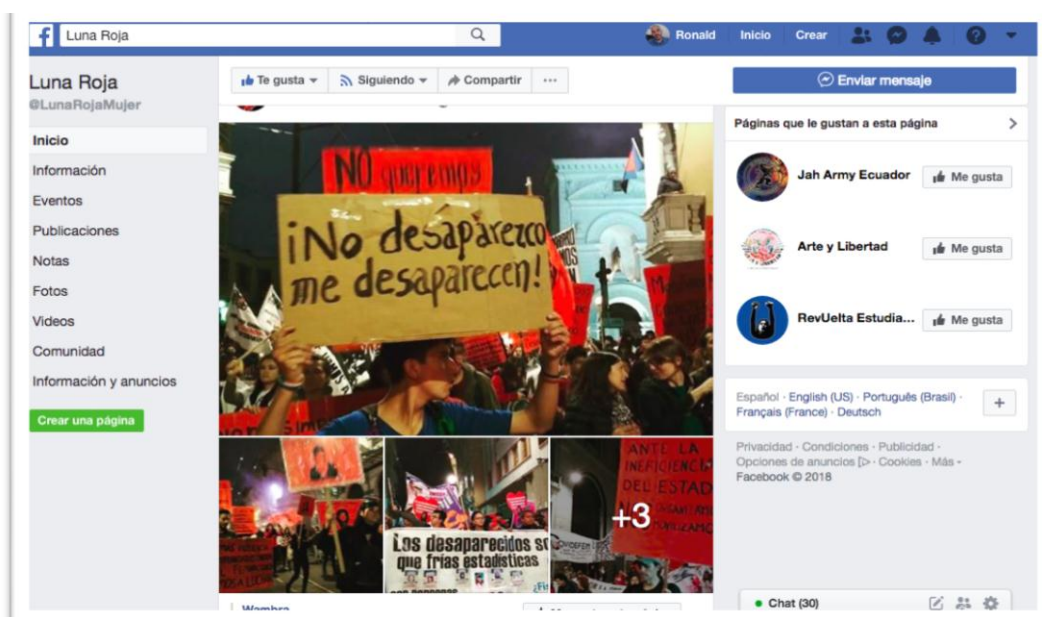 Luna Roja
Ronald
Inicio
Crear
Luna Roja
@LunaRojaMujer
Inicio
Información
Eventos
Publicaciones
Notas
Fotos
Videos
Comunidad
Información y anuncios
Crear una página
Te gusta
Siguiendo
Compartir
...
Enviar mensaje
NO queremos
¡No desaparezco
me desaparecen!
Los desaparecidos
que frías estadísticas
ANTE LA
INEFICIENCIA
DEL ESTADO
+3
Wambra
Páginas que le gustan a esta página
Jah Army Ecuador
Me gusta
Arte y Libertad
Me gusta
RevUelta Estudia...
Me gusta
Español · English (US) · Português (Brasil) ·
Français (France) · Deutsch
+
Privacidad · Condiciones · Publicidad ·
Opciones de anuncios · Cookies · Más
Facebook © 2018
Chat (30)